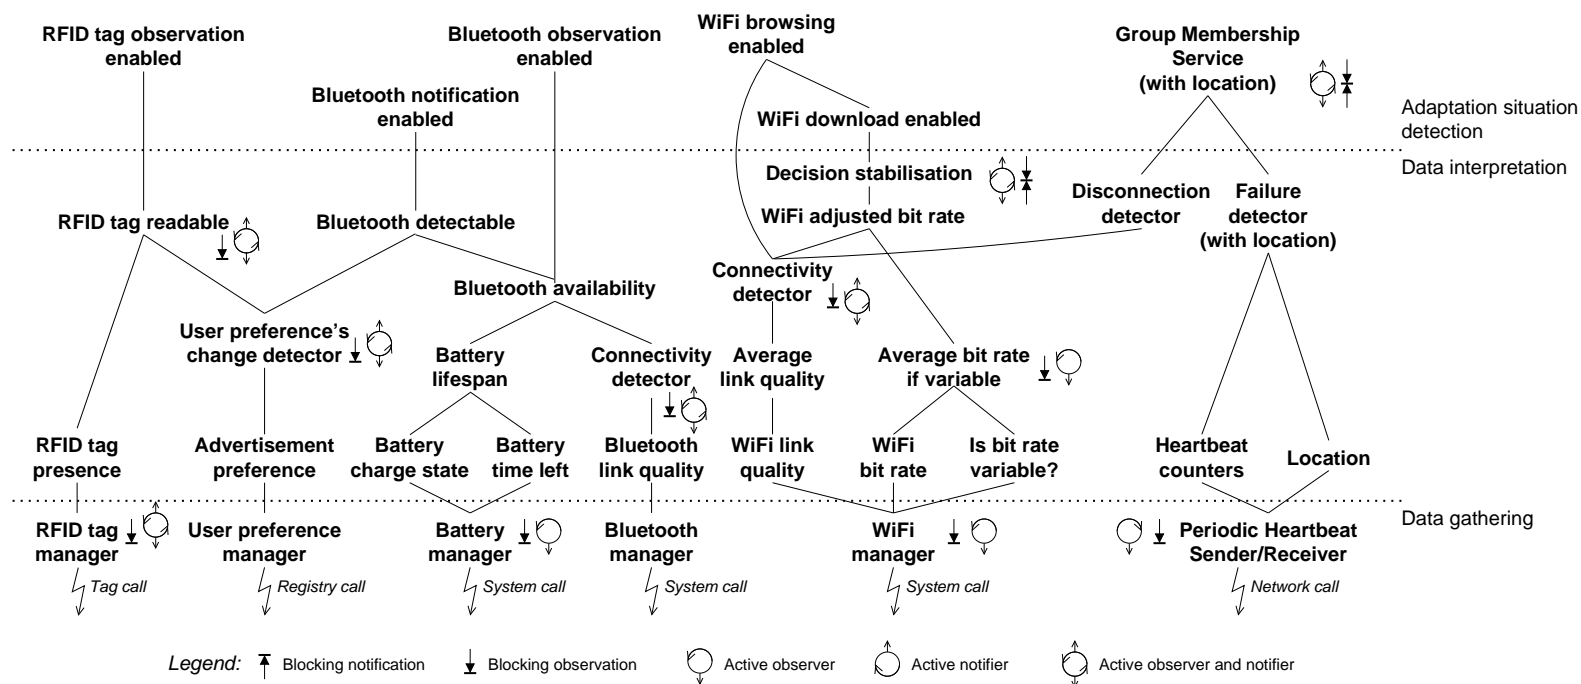 RFID tag observation
enabled
Bluetooth observation
enabled
WiFi browsing
enabled
Group Membership
Service
(with location)
Bluetooth notification
enabled
WiFi download enabled
Adaptation situation
detection
Data interpretation
Decision stabilisation
Disconnection
detector
Failure
detector
(with location)
RFID tag readable
Bluetooth detectable
WiFi adjusted bit rate
Connectivity
detector
Bluetooth availability
User preference's
change detector
Battery
lifespan
Connectivity
detector
Average
link quality
Average bit rate
if variable
RFID tag
presence
Advertisement
preference
Battery
charge state
Battery
time left
Bluetooth
link quality
WiFi link
quality
WiFi
bit rate
Is bit rate
variable?
Heartbeat
counters
Location
Data gathering
RFID tag
manager
User preference
manager
Battery
manager
Bluetooth
manager
WiFi
manager
Periodic Heartbeat
Sender/Receiver
Tag call
Registry call
System call
System call
System call
Network call
Legend:
Blocking notification
Blocking observation
Active observer
Active notifier
Active observer and notifier